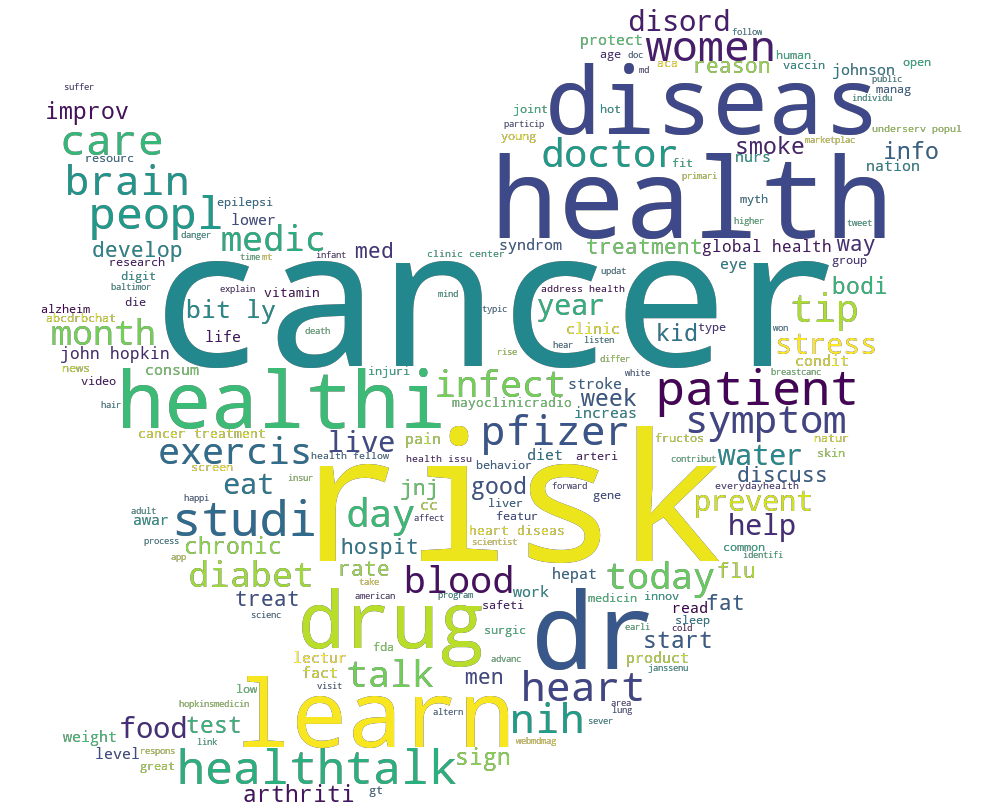 disord
follow
protect
women
human
age
doc
suffer
md
aca
reason
vaccin
johnson
open
public
diseas
manag
individu
improv
joint
hot
particip
young
underserv popul
care
marketplac
doctor
smoke
info
resourc
fit
nurs
nation
brain
primari
health
myth
peopl
epilepsi
lower
higher
tweet
danger
medic
syndrom
treatment
global health
way
develop
med
time
mt
infant
clinic center
research
eye
group
cancer
digit
updat
baltimor
explain
vitamin
mind
address health
bodi
die
alzheim
abcdrbchat
bit ly
typic
year
tip
month
life
death
clinic
kid
type
won
listen
hear
stress
john hopkin
rise
differ
condit
news
consum
injuri
white
breastcanc
video
healthi
infect
stroke
patient
hair
mayoclinicradio
week
increas
symptom
cancer treatment
live
pain
pfizer
fructos
natur
exercis
health fellow
health issu
diet
arteri
water
skin
screen
behavior
contribut
discuss
insur
risk
eat
jnj
good
gene
everydayhealth
forward
happi
liver
prevent
adult
studi
day
cc
featur
awar
affect
help
process
heart diseas
scientist
common
chronic
hospit
identifi
app
diabet
rate
blood
hepat
today
flu
take
work
treat
american
program
medicin
innov
read
fat
safeti
sleep
scienc
drug
dr
surgic
earli
cold
start
fda
lectur
advanc
product
fact
talk
men
janssenu
low
visit
heart
area
lung
hopkinsmedicin
learn
altern
nih
sever
food
test
weight
link
webmdmag
level
respons
sign
great
healthtalk
arthriti
gt